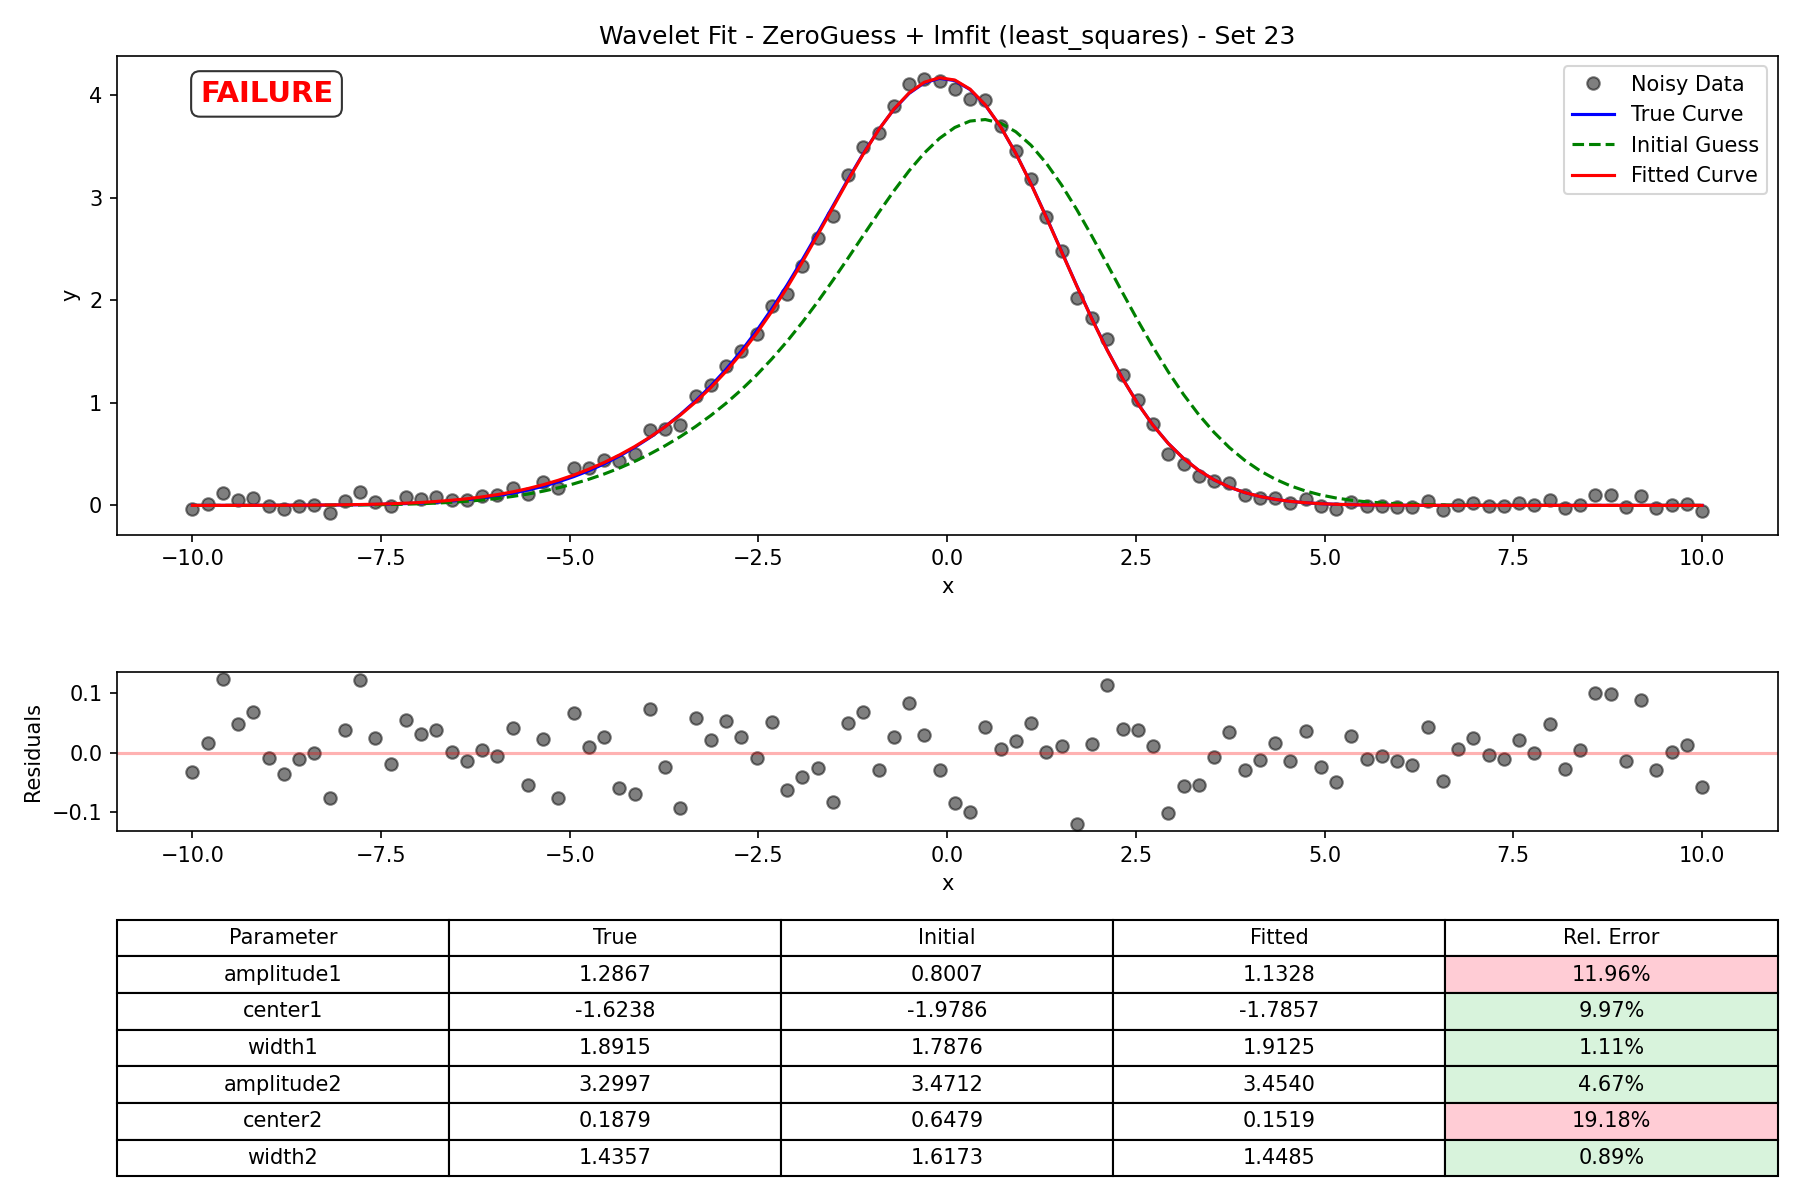 Wavelet Fit - ZeroGuess + lmfit (least_squares) - Set 23
FAILURE
Noisy Data
True Curve
Initial Guess
Fitted Curve
y
4
3
2
1
0
−10.0 −7.5 −5.0 −2.5 0.0 2.5 5.0 7.5 10.0
x
Residuals
0.1
0.0
−0.1
−10.0 −7.5 −5.0 −2.5 0.0 2.5 5.0 7.5 10.0
x
Parameter True Initial Fitted Rel. Error
amplitude1 1.2867 0.8007 1.1328 11.96%
center1 -1.6238 -1.9786 -1.7857 9.97%
width1 1.8915 1.7876 1.9125 1.11%
amplitude2 3.2997 3.4712 3.4540 4.67%
center2 0.1879 0.6479 0.1519 19.18%
width2 1.4357 1.6173 1.4485 0.89%